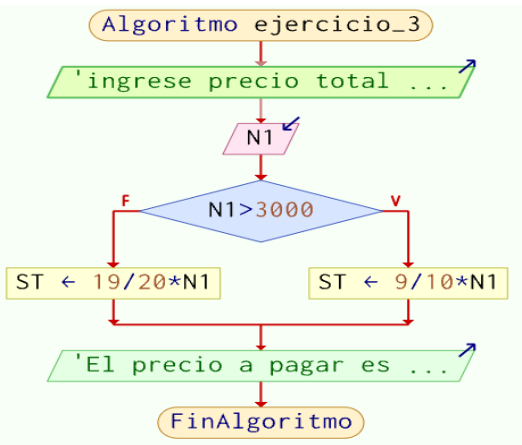 Algoritmo ejercicio_3
'ingrese precio total ...
N1
N1>3000
F
V
ST ← 19/20*N1
ST ← 9/10*N1
'El precio a pagar es ...
FinAlgoritmo